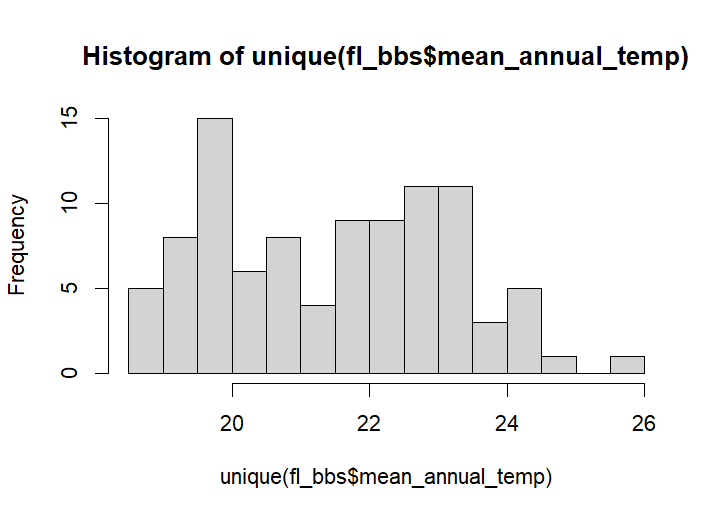 Histogram of unique(fl_bbs$mean_annual_temp)
15
10
5
0
Frequency
20 22 24 26
unique(fl_bbs$mean_annual_temp)